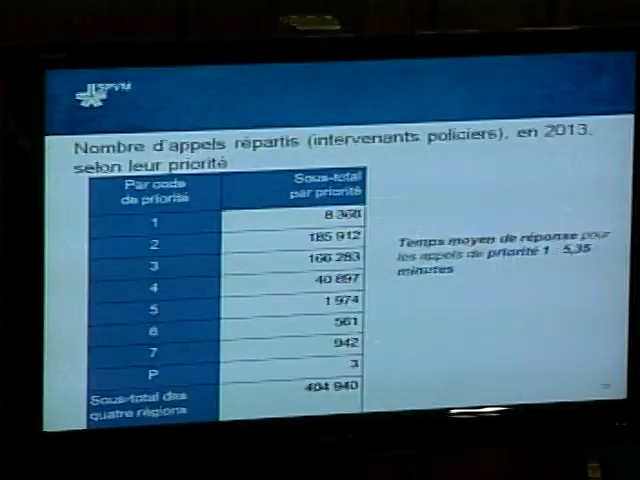 SPVM
Nombre d'appels répartis (intervenants policiers), en 2013,
selon leur priorité
Par code de priorité Sous-total par priorité
1 8 368
2 185 912
3 166 283
4 40 897
5 1 974
6 561
7 942
P 3
Sous-total des quatre régions 404 940
Temps moyen de réponse pour
les appels de priorité 1 : 5,35
minutes